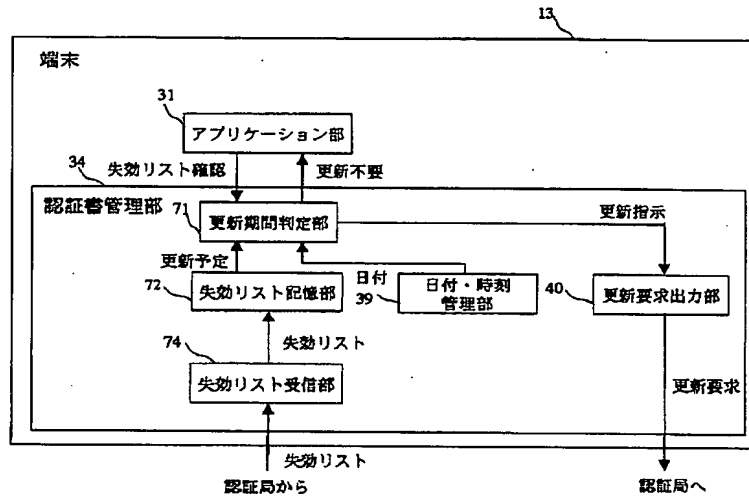 13
端末
31
アプリケーション部
34
失効リスト確認
更新不要
認証書管理部
71
更新期間判定部
更新指示
更新予定
72
失効リスト記憶部
日付
39
日付・時刻
管理部
40
更新要求出力部
失効リスト
74
失効リスト受信部
更新要求
失効リスト
認証局から
認証局へ